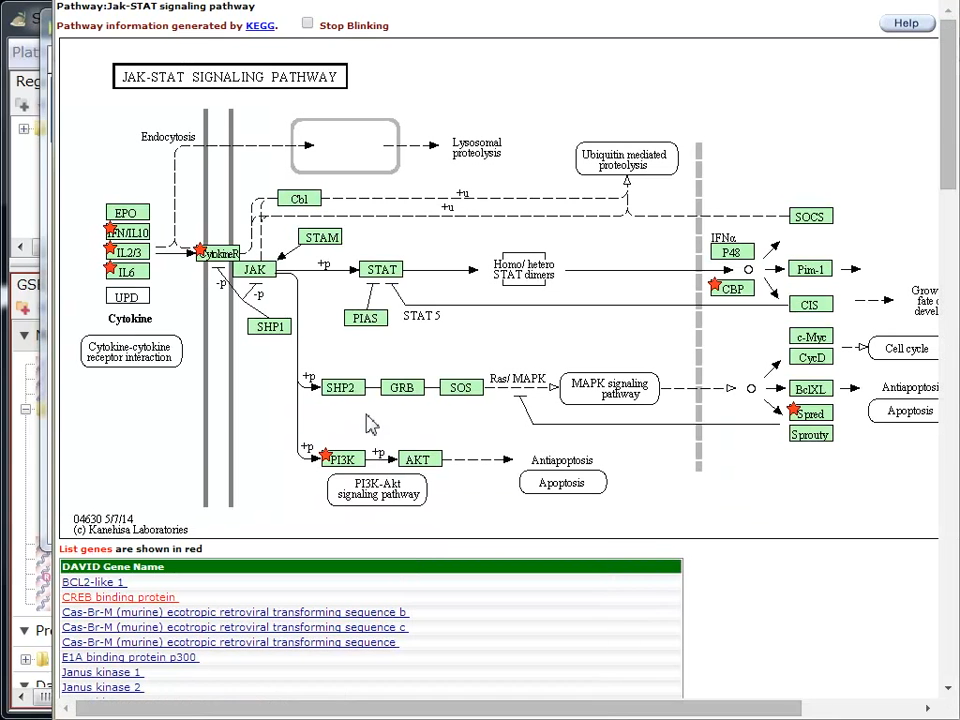 Pathway:Jak-STAT signaling pathway
Pathway information generated by KEGG. Stop Blinking
Help
Plat
Reg
GS
Pr
Da
JAK-STAT SIGNALING PATHWAY
Endocytosis
Lysosomal
proteolysis
Ubiquitin mediated
proteolysis
Cbl
+u
+u
EPO
IFN/IL10
IL2/3
IL6
UPD
Cytokine
Cytokine-cytokine
receptor interaction
CytokineR
JAK
STAM
+p
STAT
Homo/ hetero
STAT dimers
-p
-p
SHP1
PIAS
STAT 5
SOCS
IFNα
P48
CBP
Pim-1
CIS
Grow
fate o
devel
c-Myc
CycD
Cell cycle
+p
SHP2
GRB
SOS
Ras/ MAPK
MAPK signaling
pathway
BclXL
Antiapoptosi
Spred
Apoptosis
Sprouty
+p
PI3K
+p
AKT
Antiapoptosis
PI3K-Akt
signaling pathway
Apoptosis
04630 5/7/14
(c) Kanehisa Laboratories
List genes are shown in red
DAVID Gene Name
BCL2-like 1
CREB binding protein
Cas-Br-M (murine) ecotropic retroviral transforming sequence b
Cas-Br-M (murine) ecotropic retroviral transforming sequence c
Cas-Br-M (murine) ecotropic retroviral transforming sequence
E1A binding protein p300
Janus kinase 1
Janus kinase 2